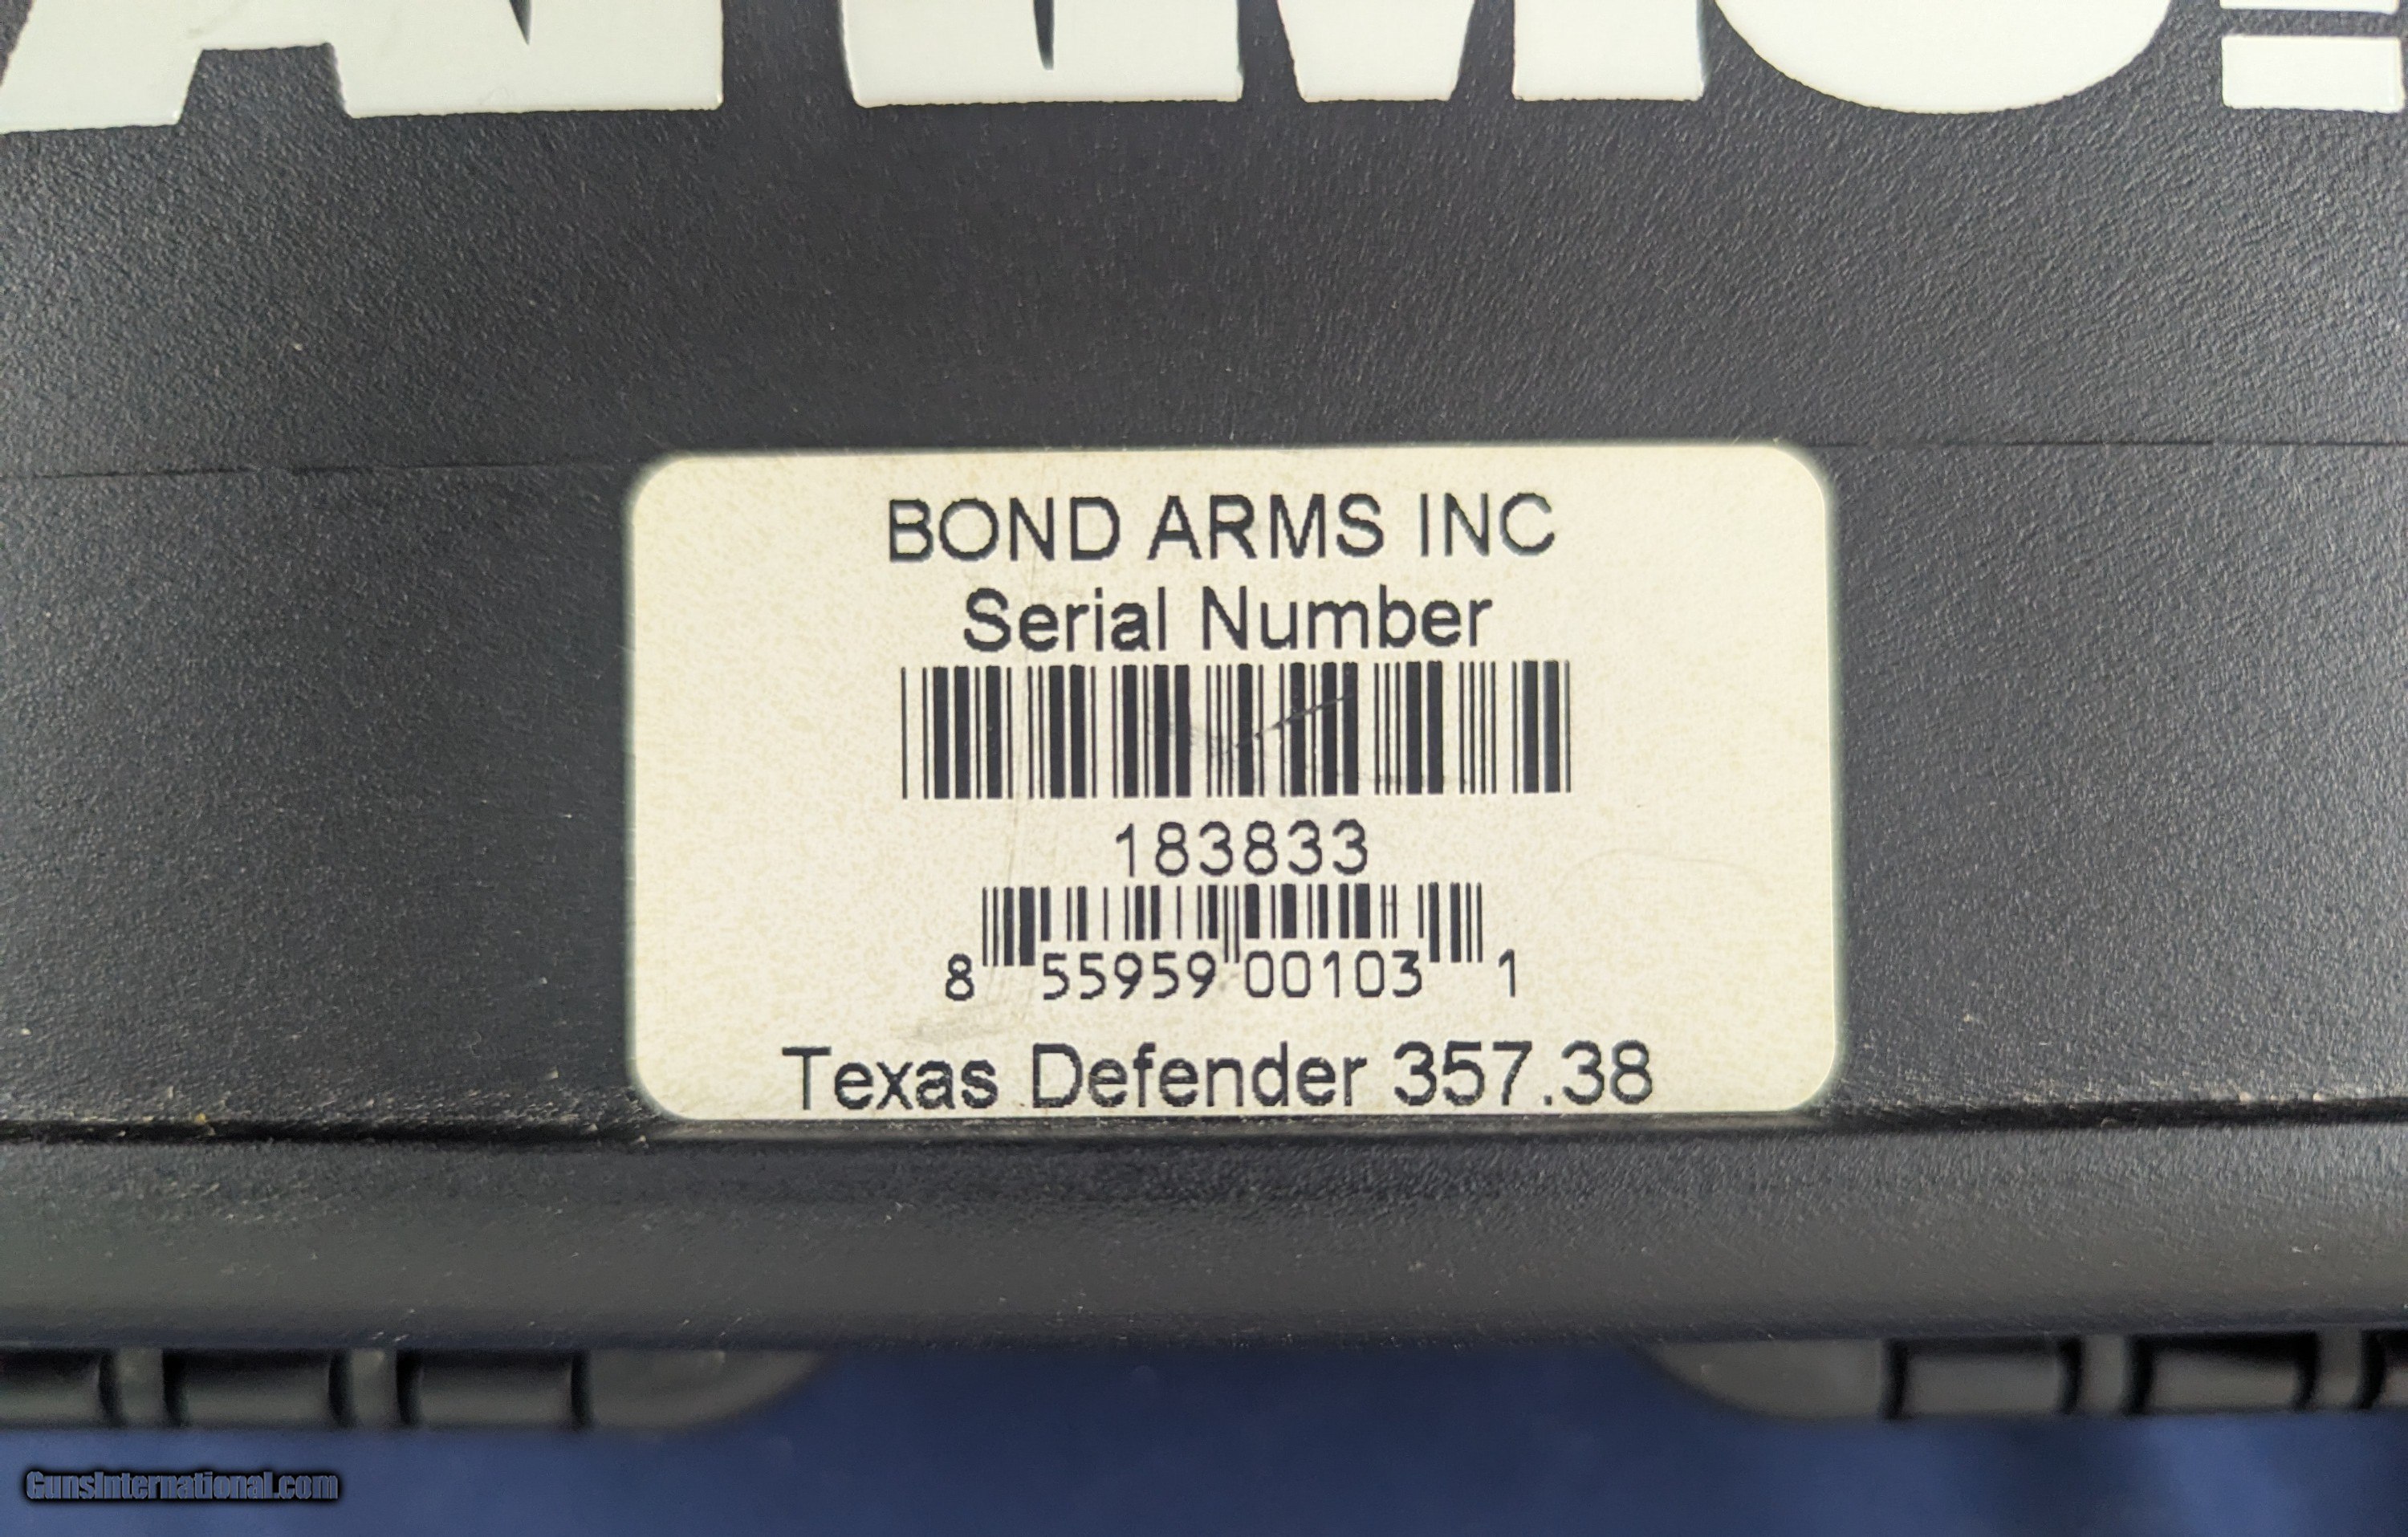 BOND ARMS INC
Serial Number
183833
8 55959 00103 1
Texas Defender 357.38
GunsInternational.com